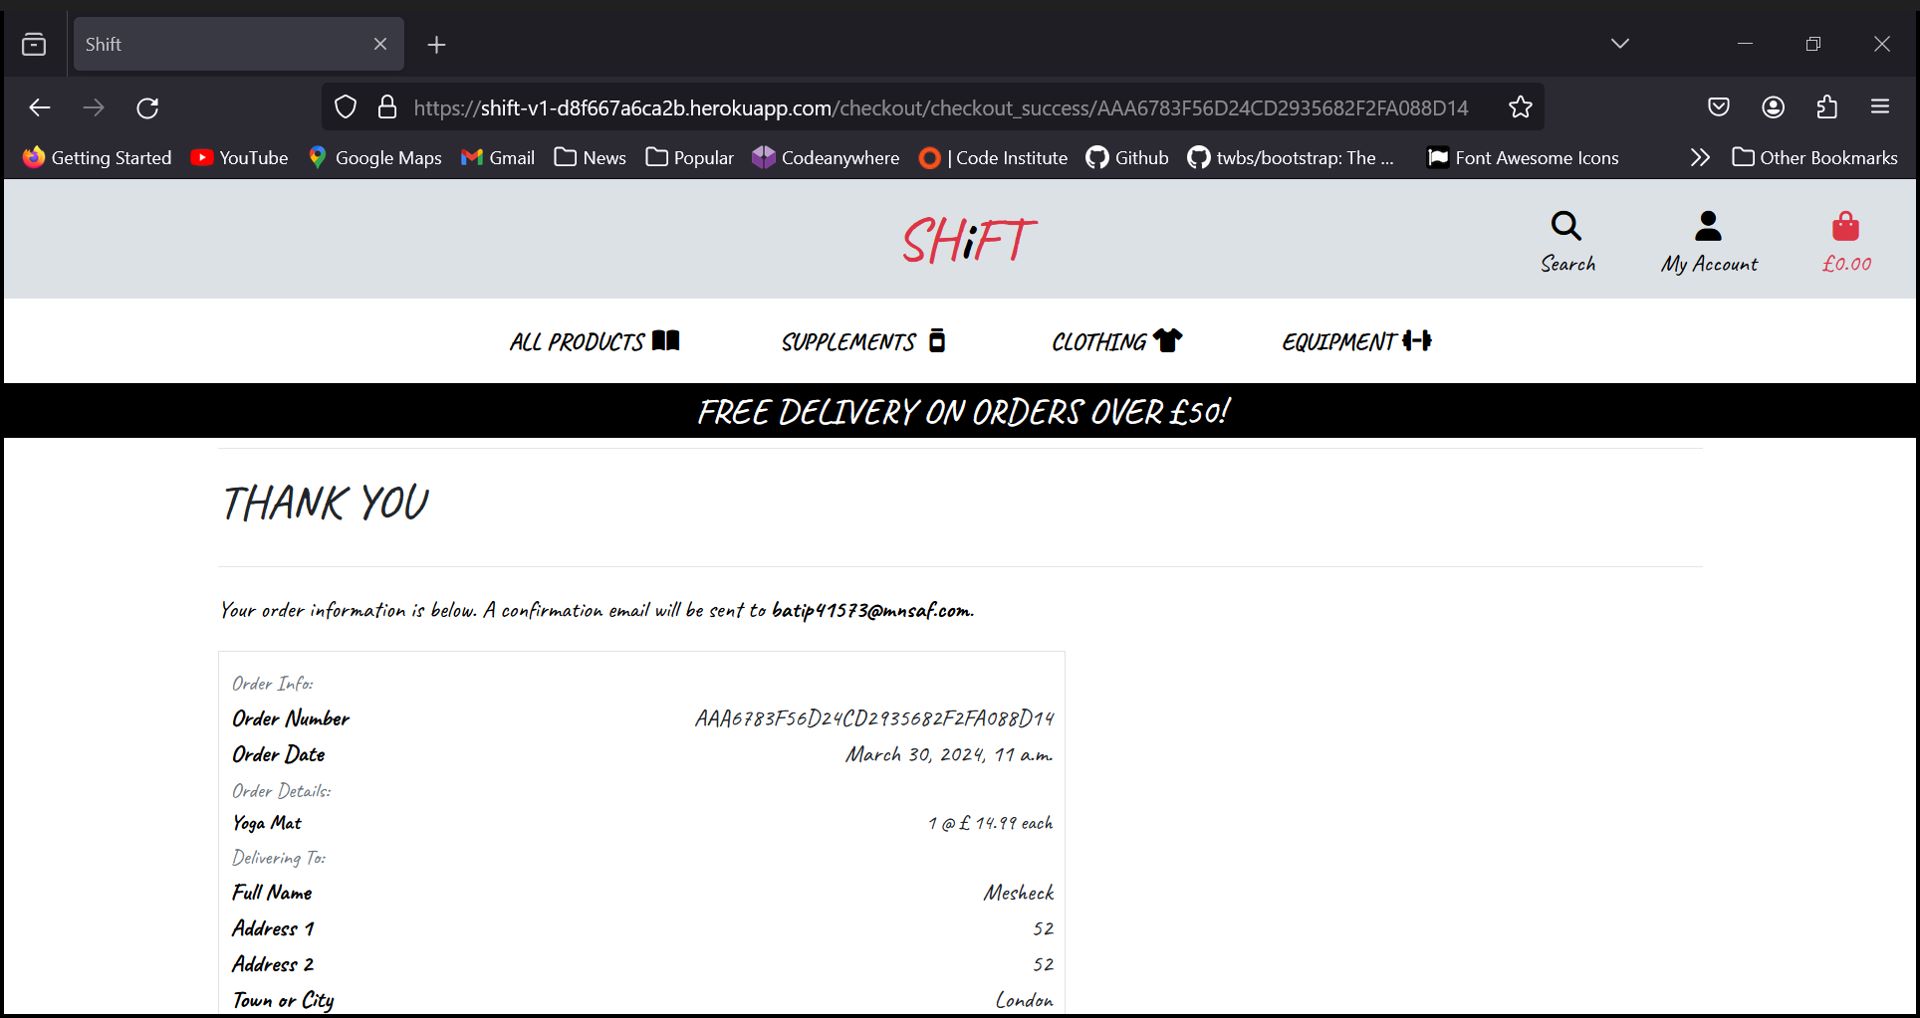 Shift
https://shift-v1-d8f667a6ca2b.herokuapp.com/checkout/checkout_success/AAA6783F56D24CD2935682F2FA088D14
Getting Started YouTube Google Maps Gmail News Popular Codeanywhere | Code Institute Github twbs/bootstrap: The ... Font Awesome Icons Other Bookmarks
SHiFT
Search My Account £0.00
ALL PRODUCTS SUPPLEMENTS CLOTHING EQUIPMENT
FREE DELIVERY ON ORDERS OVER £50!
THANK YOU
Your order information is below. A confirmation email will be sent to batip41573@mnsaf.com.
Order Info:
Order Number AAA6783F56D24CD2935682F2FA088D14
Order Date March 30, 2024, 11 a.m.
Order Details:
Yoga Mat 1 @ £ 14.99 each
Delivering To:
Full Name Mesheck
Address 1 52
Address 2 52
Town or City London